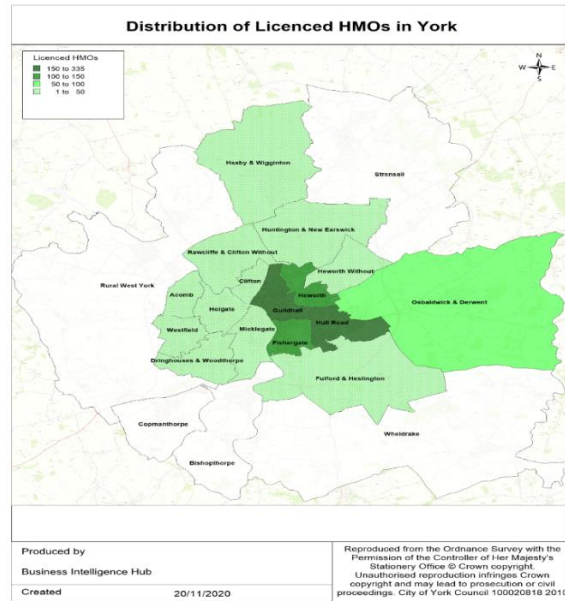 Distribution of Licenced HMOs in York
Licenced HMOs
150 to 335
100 to 150
50 to 100
1 to 50
N
W E
S
Haxby & Wigginton
Strensall
Huntington & New Earswick
Rawcliffe & Clifton Without
Heworth Without
Rural West York
Clifton
Acomb
Heworth
Osbaldwick & Derwent
Holgate
Guildhall
Hull Road
Westfield
Micklegate
Fishergate
Dringhouses & Woodthorpe
Fulford & Heslington
Copmanthorpe
Wheldrake
Bishopthorpe
Produced by
Business Intelligence Hub
Created 20/11/2020
Reproduced from the Ordnance Survey with the
Permission of the Controller of Her Majesty's
Stationery Office © Crown copyright.
Unauthorised reproduction infringes Crown
copyright and may lead to prosecution or civil
proceedings. City of York Council 100020818 2010